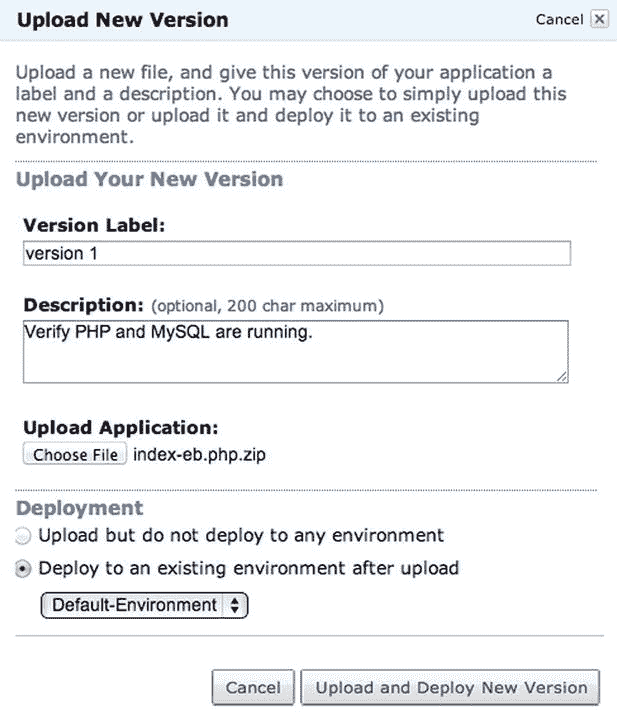 Upload New Version
Cancel
Upload a new file, and give this version of your application a
label and a description. You may choose to simply upload this
new version or upload it and deploy it to an existing
environment.
Upload Your New Version
Version Label:
version 1
Description: (optional, 200 char maximum)
Verify PHP and MySQL are running.
Upload Application:
Choose File index-eb.php.zip
Deployment
Upload but do not deploy to any environment
Deploy to an existing environment after upload
Default-Environment
Cancel
Upload and Deploy New Version